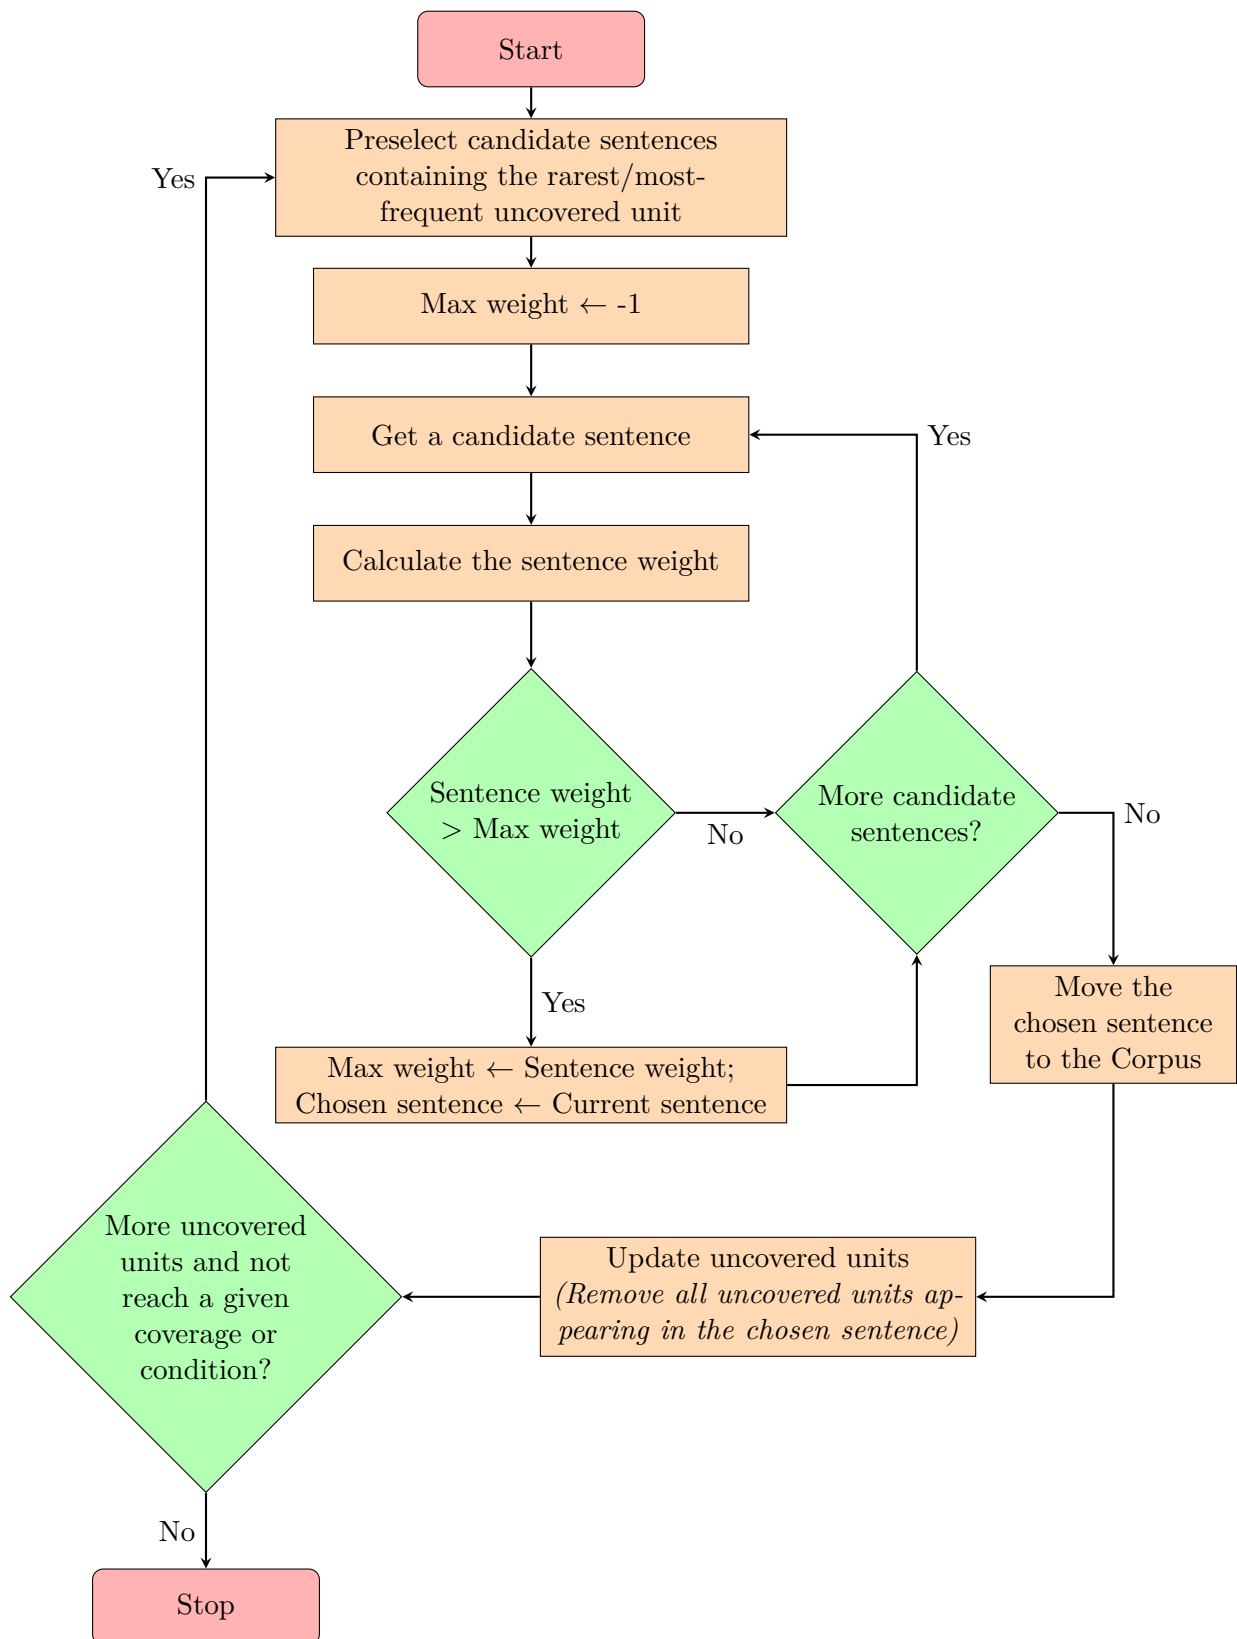 Start
Preselect candidate sentences
containing the rarest/most-
frequent uncovered unit
Yes
Max weight ← -1
Get a candidate sentence
Yes
Calculate the sentence weight
Sentence weight
> Max weight
No
More candidate
sentences?
No
Yes
Move the
chosen sentence
to the Corpus
Max weight ← Sentence weight;
Chosen sentence ← Current sentence
More uncovered
units and not
reach a given
coverage or
condition?
Update uncovered units
(Remove all uncovered units ap-
pearing in the chosen sentence)
No
Stop